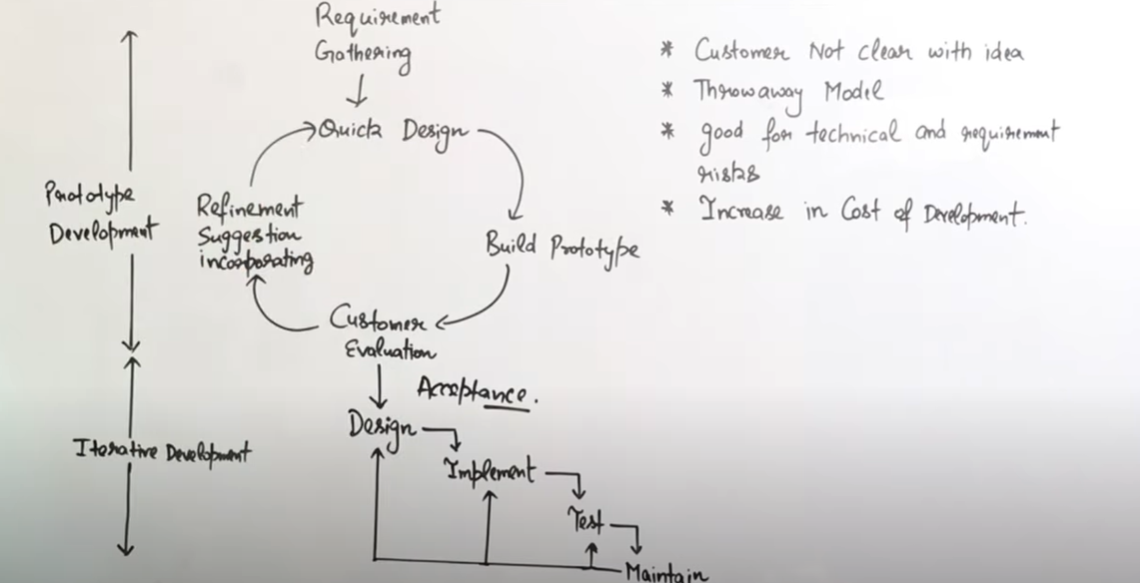 Requirement
Gathering
Quick Design
Build Prototype
Customer
Evaluation
Refinement
Suggestion
incorporating
Prototype
Development
Acceptance.
Design
Implement
Test
Maintain
Iterative Development
* Customer Not clear with idea
* Throwaway Model
* good for technical and requirement
risks
* Increase in Cost of Development.